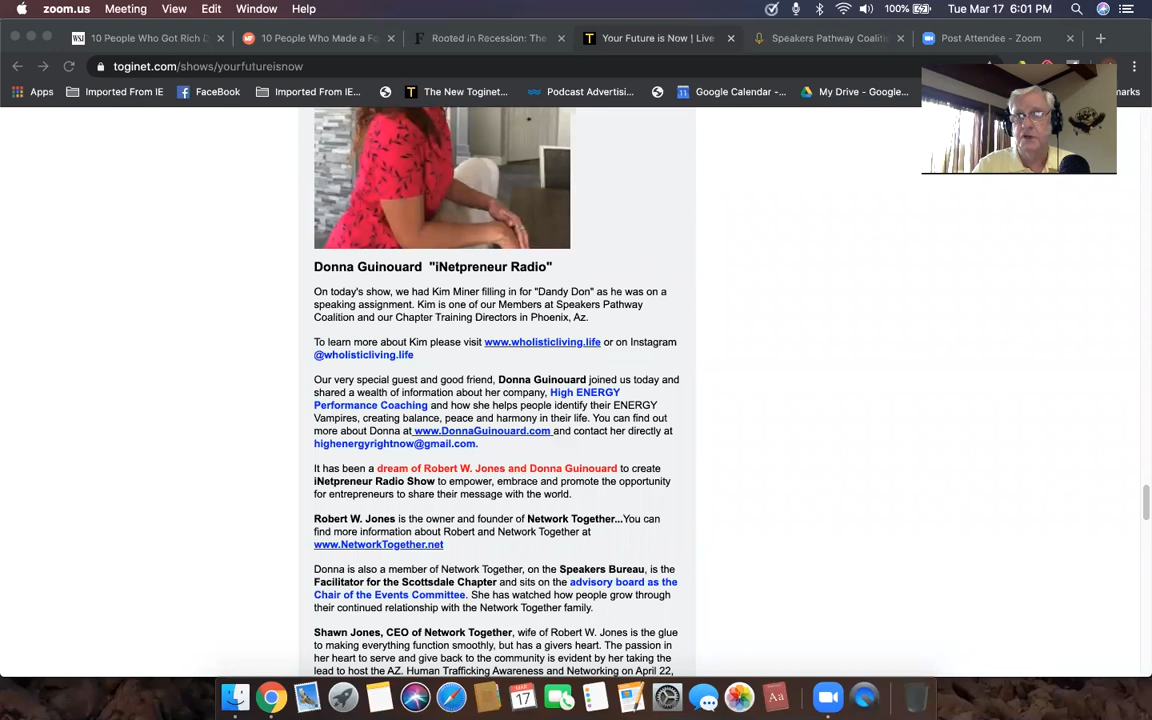 zoom.us Meeting View Edit Window Help 100% Tue Mar 17 6:01 PM
WSJ 10 People Who Got Rich 10 People Who Made a Fo Rooted in Recession: The Your Future is Now | Live Speakers Pathway Coaliti Post Attendee - Zoom
toginet.com/shows/yourfutureisnow
Apps Imported From IE FaceBook Imported From IE... The New Toginet... Podcast Advertisi... Google Calendar -... My Drive - Google... marks
Donna Guinouard "iNetpreneur Radio"
On today's show, we had Kim Miner filling in for "Dandy Don" as he was on a
speaking assignment. Kim is one of our Members at Speakers Pathway
Coalition and our Chapter Training Directors in Phoenix, Az.
To learn more about Kim please visit www.wholisticliving.life or on Instagram
@wholisticliving.life
Our very special guest and good friend, Donna Guinouard joined us today and
shared a wealth of information about her company, High ENERGY
Performance Coaching and how she helps people identify their ENERGY
Vampires, creating balance, peace and harmony in their life. You can find out
more about Donna at www.DonnaGuinouard.com and contact her directly at
highenergyrightnow@gmail.com.
It has been a dream of Robert W. Jones and Donna Guinouard to create
iNetpreneur Radio Show to empower, embrace and promote the opportunity
for entrepreneurs to share their message with the world.
Robert W. Jones is the owner and founder of Network Together...You can
find more information about Robert and Network Together at
www.NetworkTogether.net
Donna is also a member of Network Together, on the Speakers Bureau, is the
Facilitator for the Scottsdale Chapter and sits on the advisory board as the
Chair of the Events Committee. She has watched how people grow through
their continued relationship with the Network Together family.
Shawn Jones, CEO of Network Together, wife of Robert W. Jones is the glue
to making everything function smoothly, but has a givers heart. The passion in
her heart to serve and give back to the community is evident by her taking the
lead to host the AZ. Human Trafficking Awareness and Networking on April 22,
MAR
17